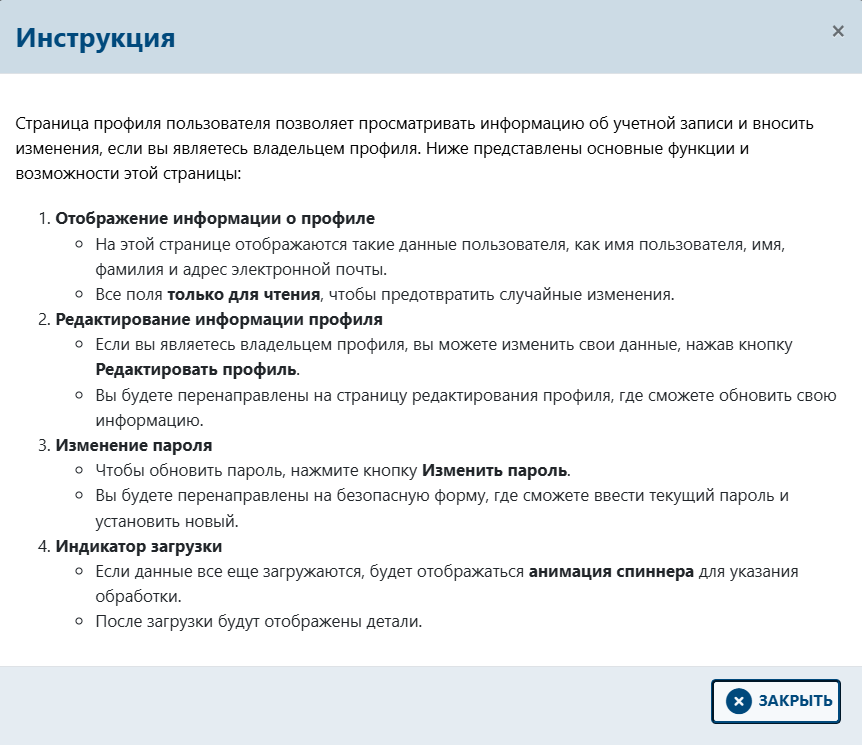 Инструкция
×
Страница профиля пользователя позволяет просматривать информацию об учетной записи и вносить
изменения, если вы являетесь владельцем профиля. Ниже представлены основные функции и
возможности этой страницы:
1. Отображение информации о профиле
◦ На этой странице отображаются такие данные пользователя, как имя пользователя, имя,
фамилия и адрес электронной почты.
◦ Все поля только для чтения, чтобы предотвратить случайные изменения.
2. Редактирование информации профиля
◦ Если вы являетесь владельцем профиля, вы можете изменить свои данные, нажав кнопку
Редактировать профиль.
◦ Вы будете перенаправлены на страницу редактирования профиля, где сможете обновить свою
информацию.
3. Изменение пароля
◦ Чтобы обновить пароль, нажмите кнопку Изменить пароль.
◦ Вы будете перенаправлены на безопасную форму, где сможете ввести текущий пароль и
установить новый.
4. Индикатор загрузки
◦ Если данные все еще загружаются, будет отображаться анимация спиннера для указания
обработки.
◦ После загрузки будут отображены детали.
ЗАКРЫТЬ